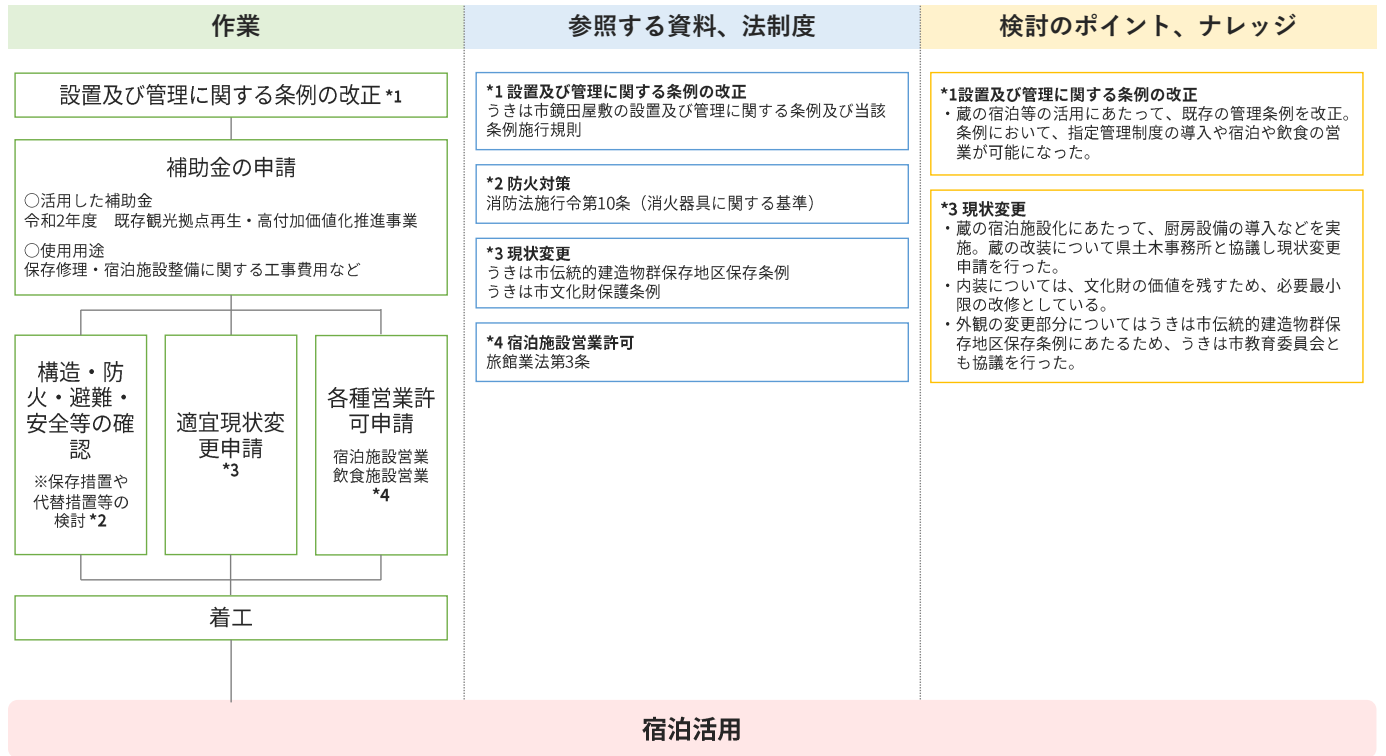 作業
設置及び管理に関する条例の改正 *1
補助金の申請
○活用した補助金
令和2年度　既存観光拠点再生・高付加価値化推進事業
○使用用途
保存修理・宿泊施設整備に関する工事費用など
構造・防
火・避難・
安全等の確
認
※保存措置や
代替措置等の
検討 *2
適宜現状変
更申請
*3
各種営業許
可申請
宿泊施設営業
飲食施設営業
*4
着工
参照する資料、法制度
*1 設置及び管理に関する条例の改正
うきは市鏡田屋敷の設置及び管理に関する条例及び当該
条例施行規則
*2 防火対策
消防法施行令第10条（消火器具に関する基準）
*3 現状変更
うきは市伝統的建造物群保存地区保存条例
うきは市文化財保護条例
*4 宿泊施設営業許可
旅館業法第3条
検討のポイント、ナレッジ
*1設置及び管理に関する条例の改正
・蔵の宿泊等の活用にあたって、既存の管理条例を改正。
条例において、指定管理制度の導入や宿泊や飲食の営
業が可能になった。
*3 現状変更
・蔵の宿泊施設化にあたって、厨房設備の導入などを実
施。蔵の改装について県土木事務所と協議し現状変更
申請を行った。
・内装については、文化財の価値を残すため、必要最小
限の改修としている。
・外観の変更部分についてはうきは市伝統的建造物群保
存地区保存条例にあたるため、うきは市教育委員会と
も協議を行った。
宿泊活用